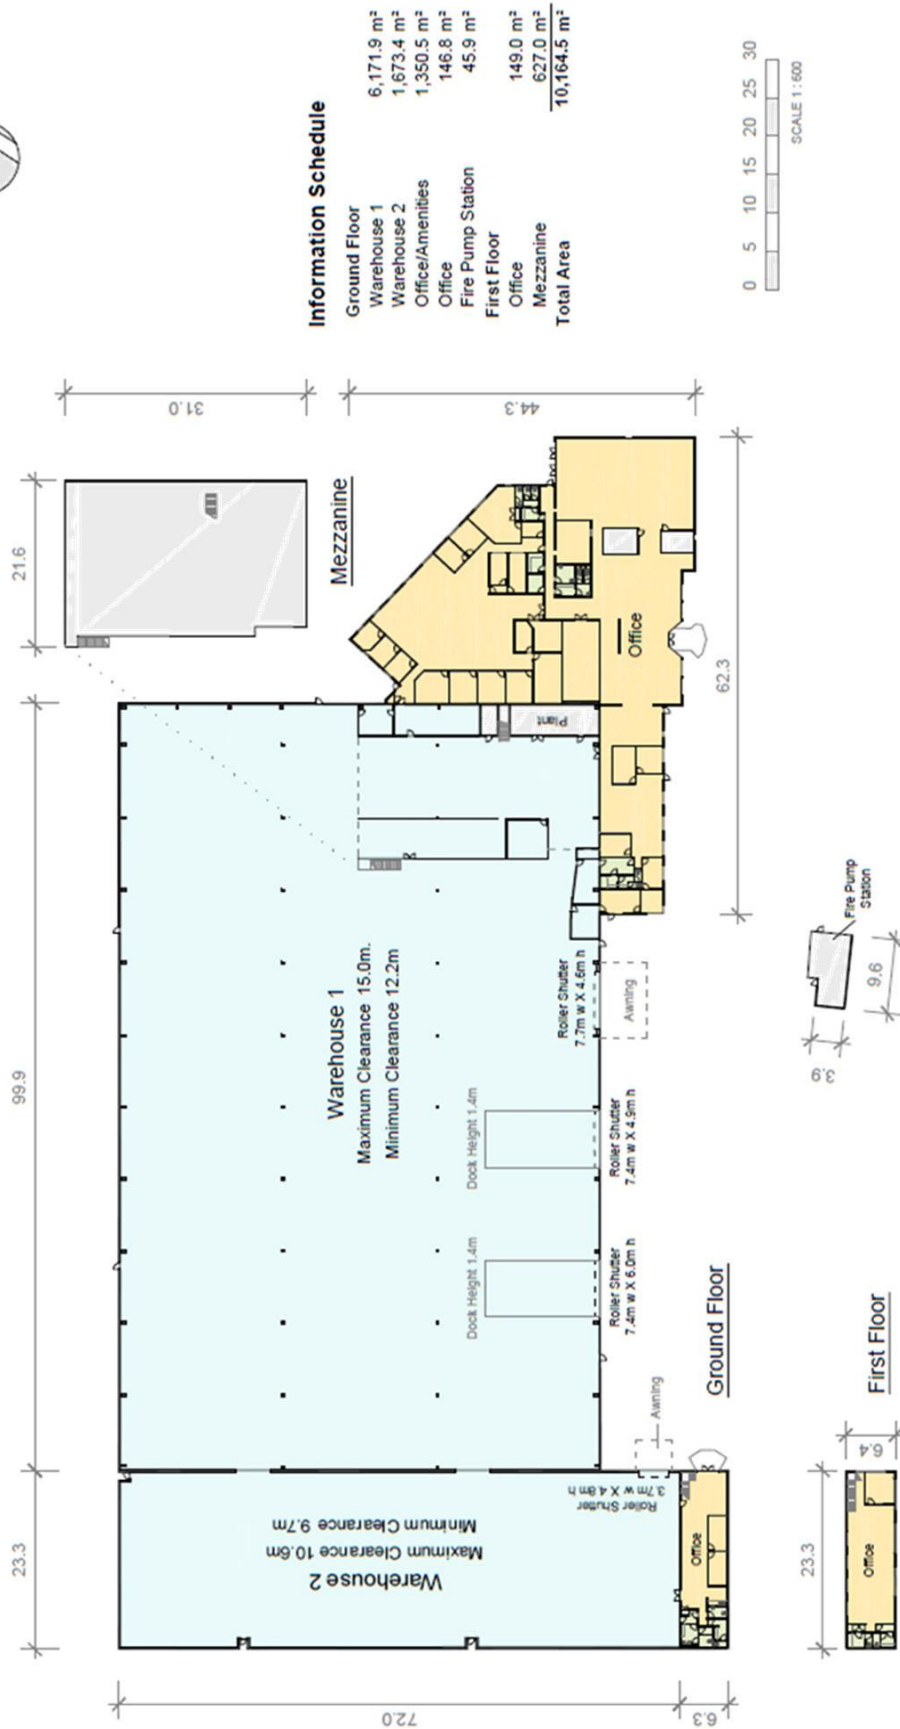 Information Schedule
Ground Floor
Warehouse 1 6,171.9 m²
Warehouse 2 1,673.4 m²
Office/Amenities 1,350.5 m²
Office 146.8 m²
Fire Pump Station 45.9 m²
First Floor
Office 149.0 m²
Mezzanine 627.0 m²
Total Area 10,164.5 m²
0 5 10 15 20 25 30
SCALE 1:600
31.0
44.3
21.6
Mezzanine
99.9
62.3
Office
Plant
Warehouse 1
Maximum Clearance 15.0m.
Minimum Clearance 12.2m
Roller Shutter
7.7m w X 4.6m h
Awning
Dock Height 1.4m
Roller Shutter
7.4m w X 4.9m h
Dock Height 1.4m
Roller Shutter
7.4m w X 6.0m h
Fire Pump
Station
9.6
3.9
Ground Floor
Awning
Roller Shutter
3.7m w X 4.8m h
23.3
Warehouse 2
Maximum Clearance 10.6m
Minimum Clearance 9.7m
Office
72.0
6.3
First Floor
6.4
23.3
Office